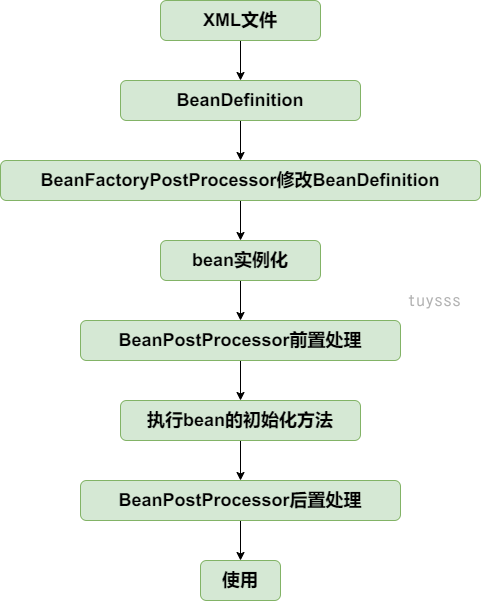 XML文件
BeanDefinition
BeanFactoryPostProcessor修改BeanDefinition
bean实例化
tuysss
BeanPostProcessor前置处理
执行bean的初始化方法
BeanPostProcessor后置处理
使用